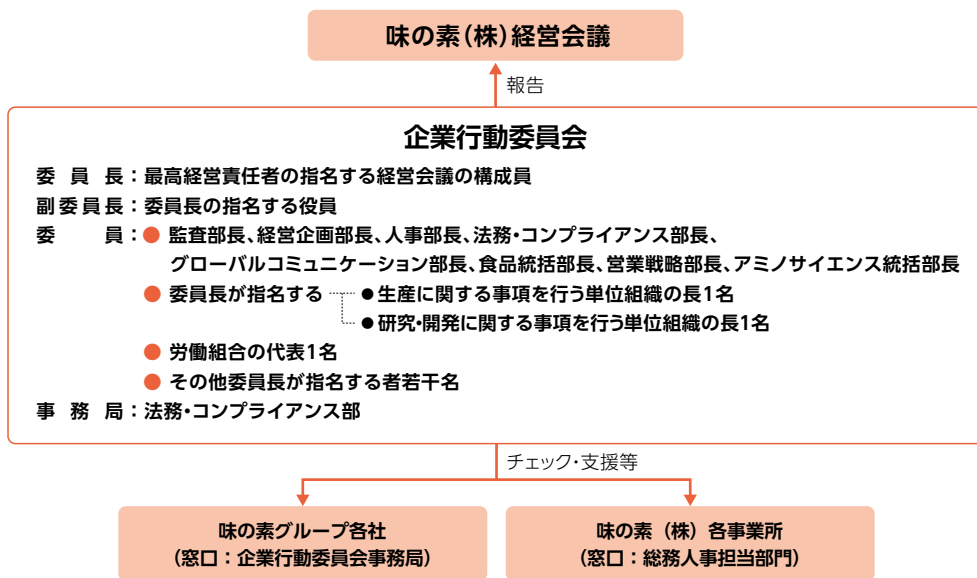 味の素(株)経営会議
報告
企業行動委員会
委員長：最高経営責任者の指名する経営会議の構成員
副委員長：委員長の指名する役員
委員：● 監査部長、経営企画部長、人事部長、法務・コンプライアンス部長、
グローバルコミュニケーション部長、食品統括部長、営業戦略部長、アミノサイエンス統括部長
● 委員長が指名する ●生産に関する事項を行う単位組織の長1名
●研究・開発に関する事項を行う単位組織の長1名
● 労働組合の代表1名
● その他委員長が指名する者若干名
事務局：法務・コンプライアンス部
チェック・支援等
味の素グループ各社
(窓口：企業行動委員会事務局)
味の素（株）各事業所
(窓口：総務人事担当部門)